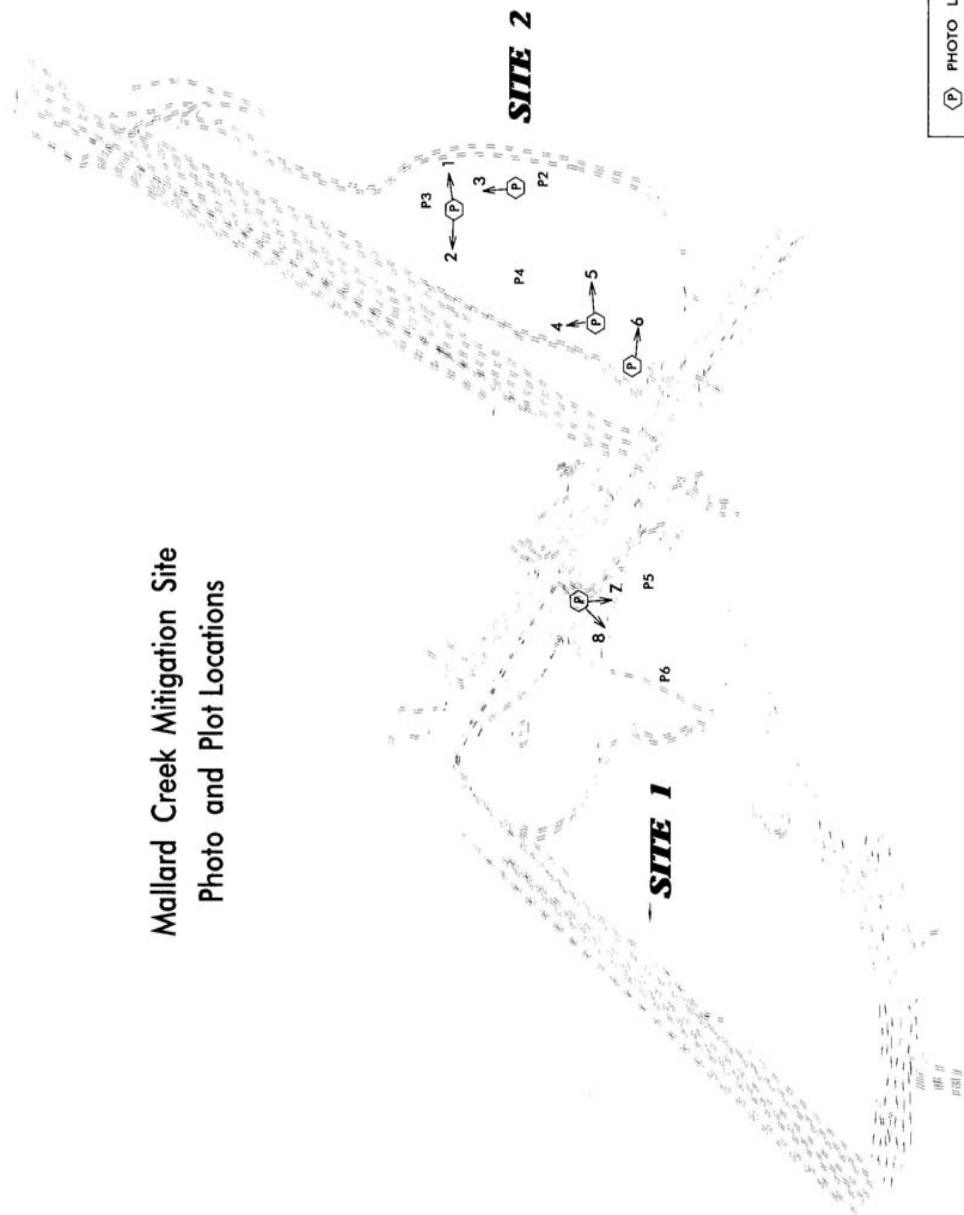 Mallard Creek Mitigation Site
Photo and Plot Locations
SITE 2
1
P3
P
2
3
P
P2
P4
4
5
P
6
P
P
7
8
P5
P6
SITE 1
P PHOTO L